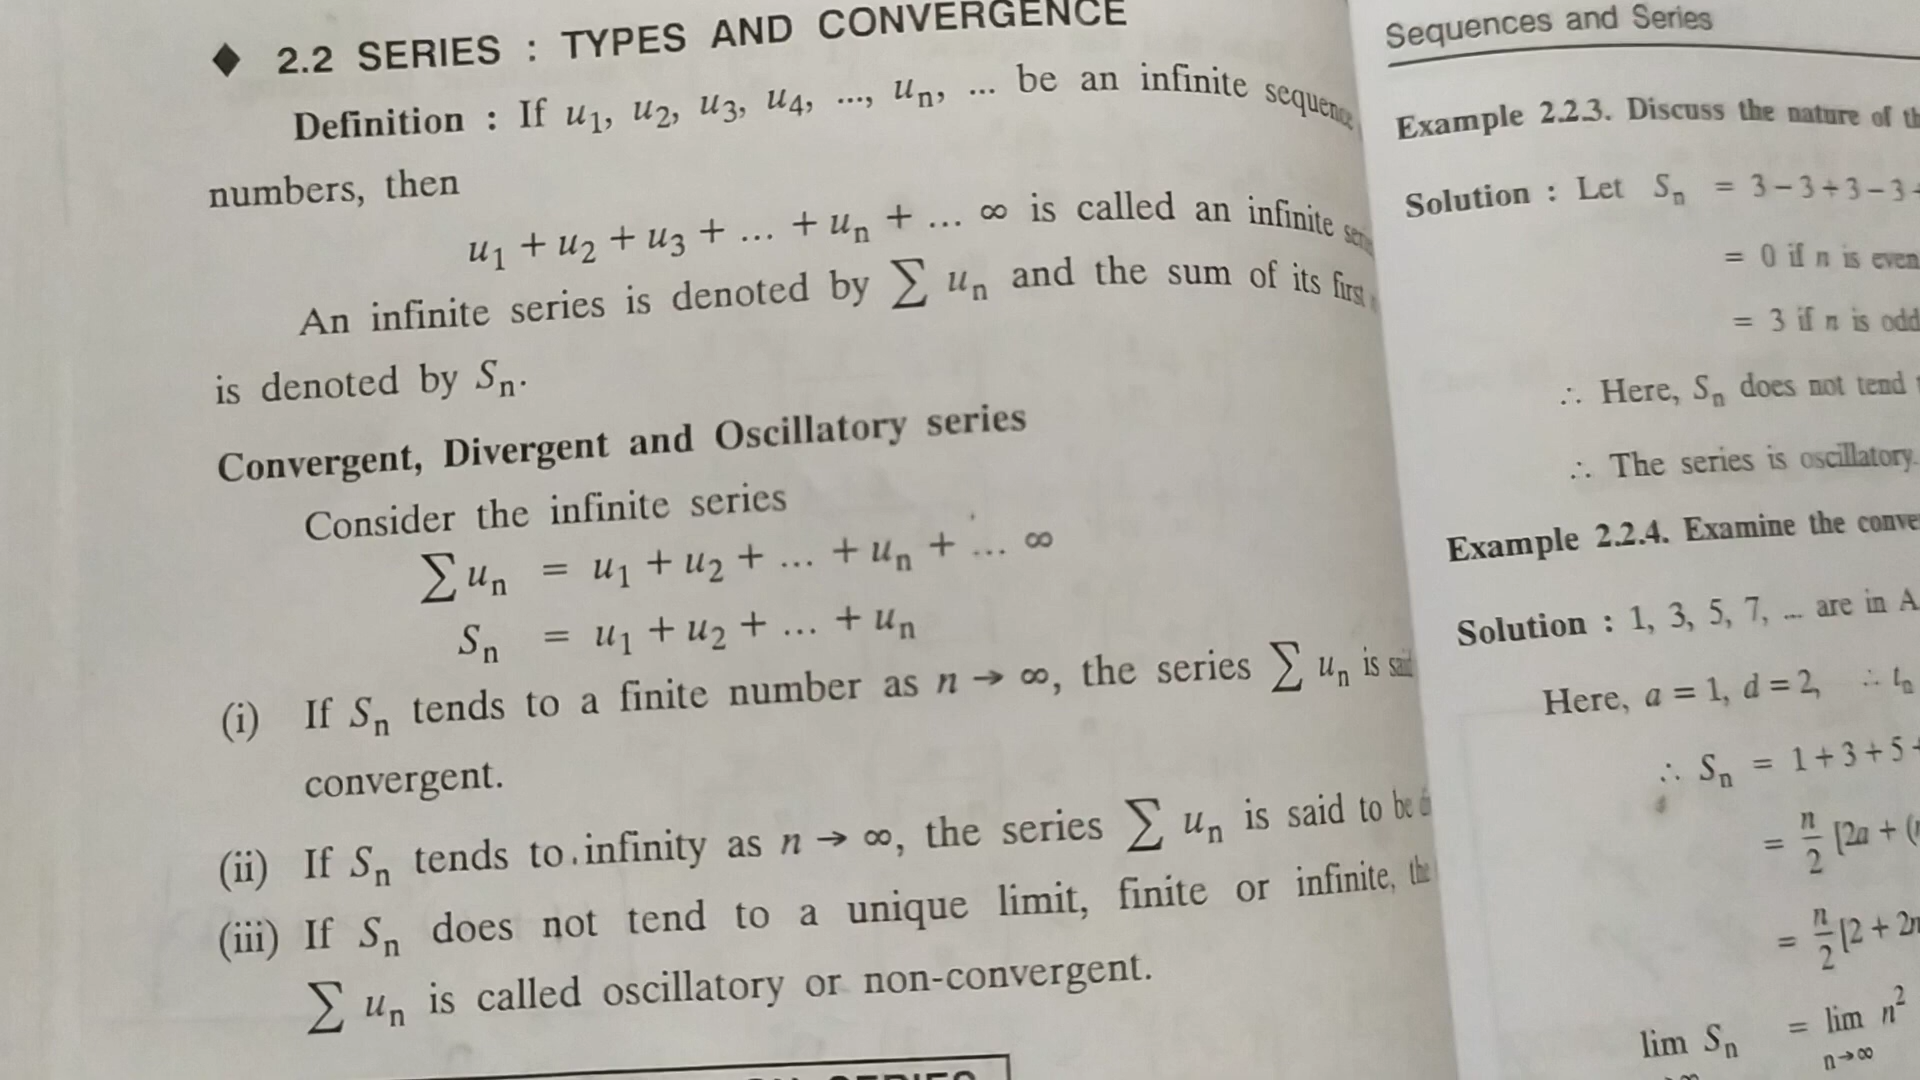 ◆ 2.2 SERIES : TYPES AND CONVERGENCE
Definition : If u₁, u₂, u₃, u₄, ..., uₙ, ... be an infinite sequence
numbers, then
u₁ + u₂ + u₃ + ... + uₙ + ... ∞ is called an infinite
An infinite series is denoted by ∑ uₙ and the sum of its first
is denoted by Sₙ.
Convergent, Divergent and Oscillatory series
Consider the infinite series
∑ uₙ = u₁ + u₂ + ... + uₙ + ... ∞
Sₙ = u₁ + u₂ + ... + uₙ
(i) If Sₙ tends to a finite number as n → ∞, the series ∑ uₙ is said
convergent.
(ii) If Sₙ tends to infinity as n → ∞, the series ∑ uₙ is said to be
(iii) If Sₙ does not tend to a unique limit, finite or infinite, the
∑ uₙ is called oscillatory or non-convergent.
Sequences and Series
Example 2.2.3. Discuss the nature of
Solution : Let Sₙ = 3 – 3 + 3 – 3
= 0 if n is even
= 3 if n is odd
∴ Here, Sₙ does not tend
∴ The series is oscillatory.
Example 2.2.4. Examine the
Solution : 1, 3, 5, 7, ... are in A.
Here, a = 1, d = 2, ∴ tₙ
∴ Sₙ = 1 + 3 + 5
= n/2 [2a + (
= n/2 [2 + 2n
lim Sₙ = lim n²
n→∞